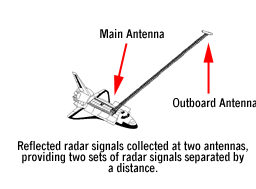 Main Antenna
Outboard Antenna
Reflected radar signals collected at two antennas,
providing two sets of radar signals separated by
a distance.